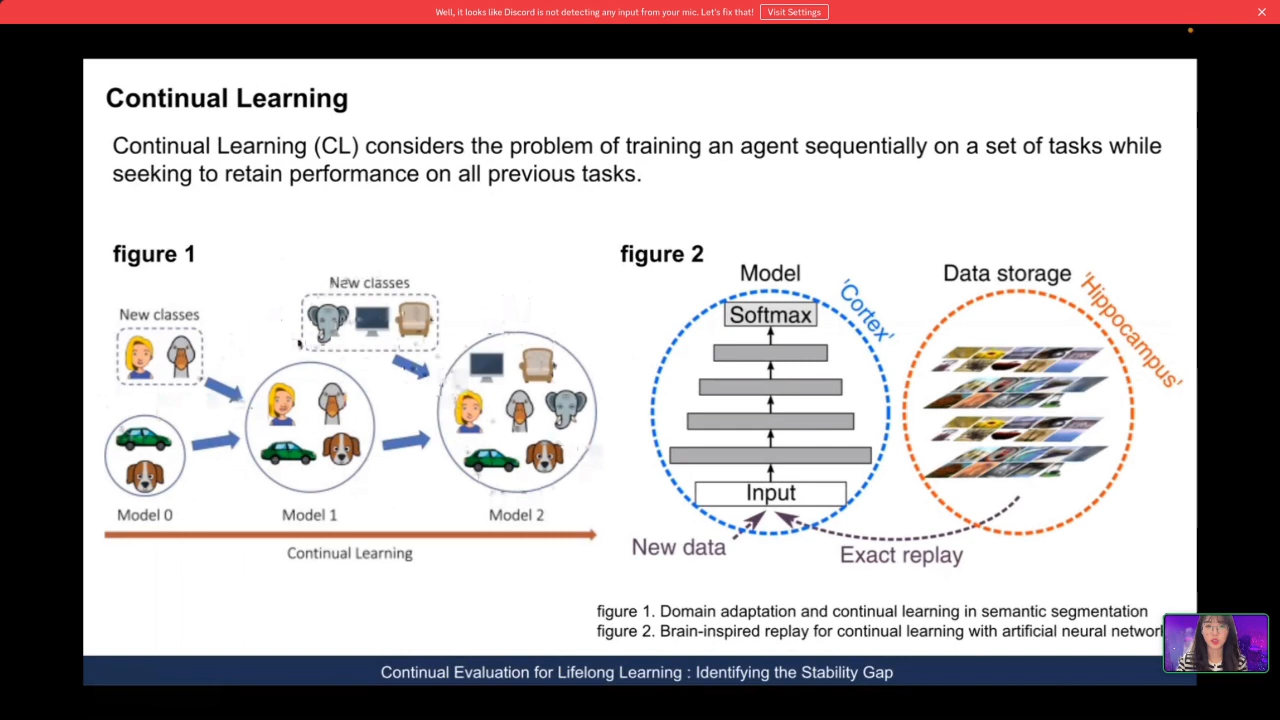 Well, it looks like Discord is not detecting any input from your mic. Let's fix that! Visit Settings
Continual Learning
Continual Learning (CL) considers the problem of training an agent sequentially on a set of tasks while
seeking to retain performance on all previous tasks.
figure 1
New classes
New classes
Model 0
Model 1
Model 2
Continual Learning
figure 2
Model
'Cortex'
Softmax
Input
New data
Data storage
'Hippocampus'
Exact replay
figure 1. Domain adaptation and continual learning in semantic segmentation
figure 2. Brain-inspired replay for continual learning with artificial neural network
Continual Evaluation for Lifelong Learning : Identifying the Stability Gap